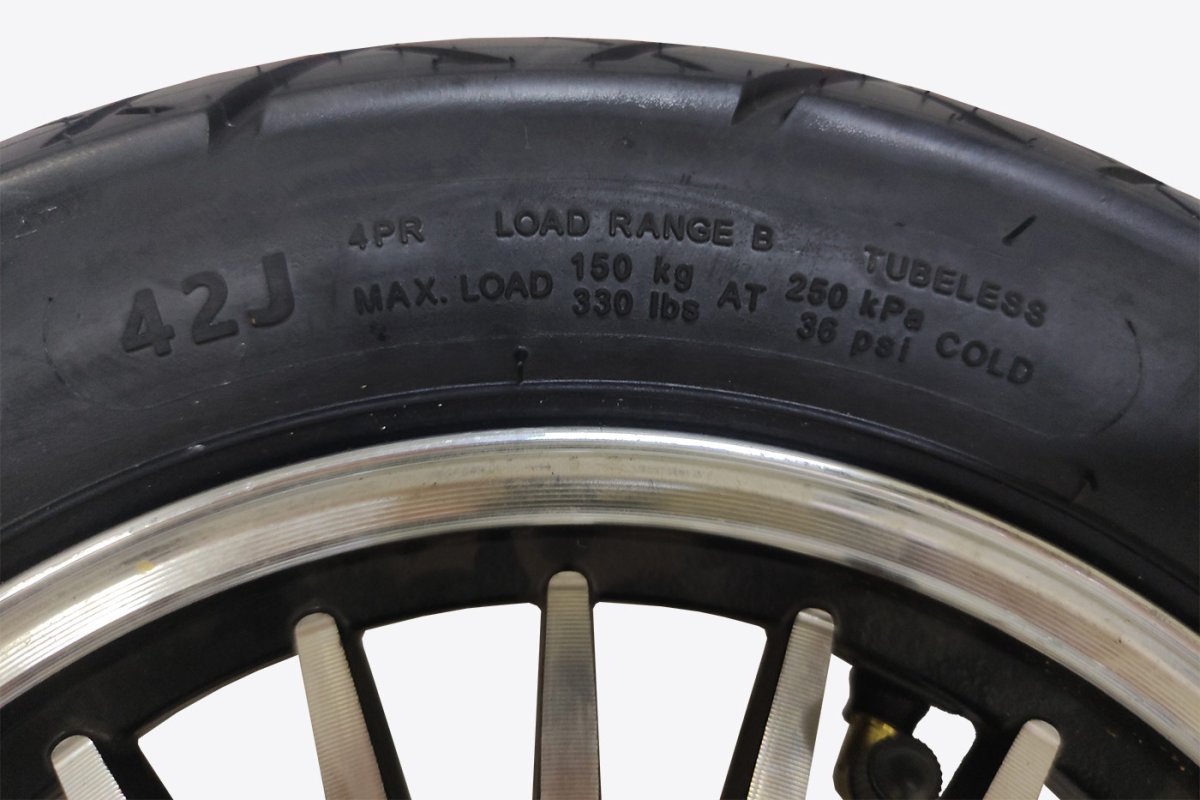 42J
4PR LOAD RANGE B TUBELESS
MAX. LOAD 150 kg AT 250 kPa COLD
330 lbs 36 psi